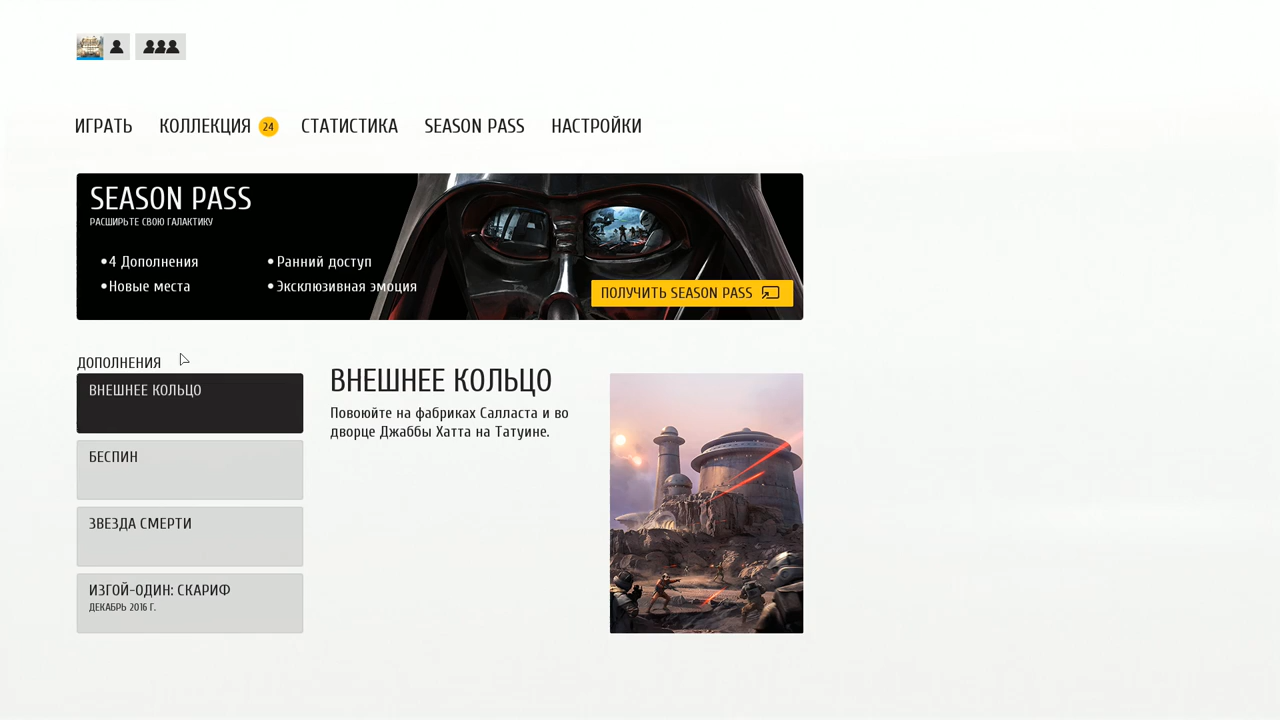 ИГРАТЬ КОЛЛЕКЦИЯ 24 СТАТИСТИКА SEASON PASS НАСТРОЙКИ
SEASON PASS
РАСШИРЬТЕ СВОЮ ГАЛАКТИКУ
•4 Дополнения •Ранний доступ
•Новые места •Эксклюзивная эмоция
ПОЛУЧИТЬ SEASON PASS
ДОПОЛНЕНИЯ
ВНЕШНЕЕ КОЛЬЦО
БЕСПИН
ЗВЕЗДА СМЕРТИ
ИЗГОЙ-ОДИН: СКАРИФ
ДЕКАБРЬ 2016 Г.
ВНЕШНЕЕ КОЛЬЦО
Повоюйте на фабриках Салласта и во
дворце Джаббы Хатта на Татуине.